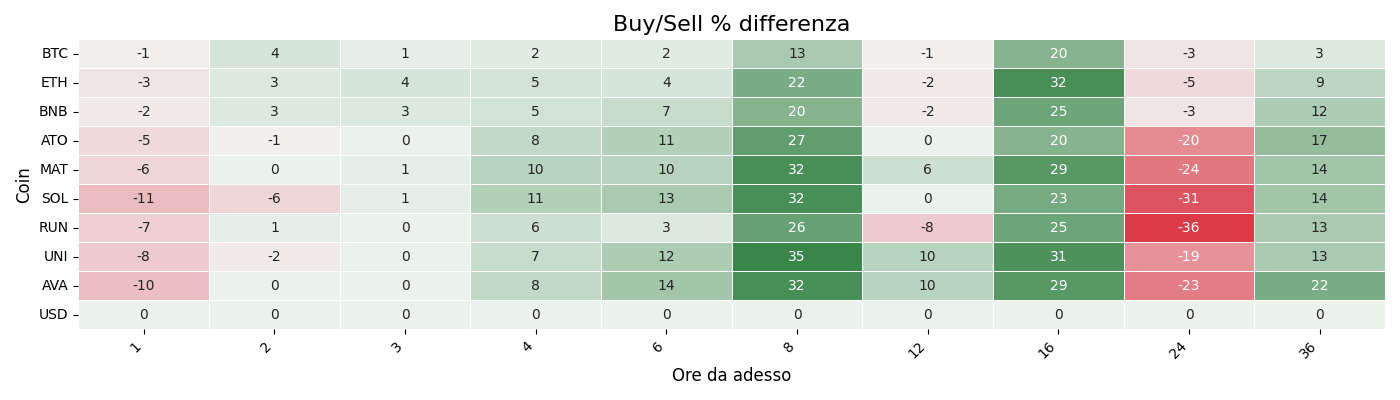 Buy/Sell % differenza
Coin
BTC -1 4 1 2 2 13 -1 20 -3 3
ETH -3 3 4 5 4 22 -2 32 -5 9
BNB -2 3 3 5 7 20 -2 25 -3 12
ATO -5 -1 0 8 11 27 0 20 -20 17
MAT -6 0 1 10 10 32 6 29 -24 14
SOL -11 -6 1 11 13 32 0 23 -31 14
RUN -7 1 0 6 3 26 -8 25 -36 13
UNI -8 -2 0 7 12 35 10 31 -19 13
AVA -10 0 0 8 14 32 10 29 -23 22
USD 0 0 0 0 0 0 0 0 0 0
1 2 3 4 6 8 12 16 24 36
Ore da adesso